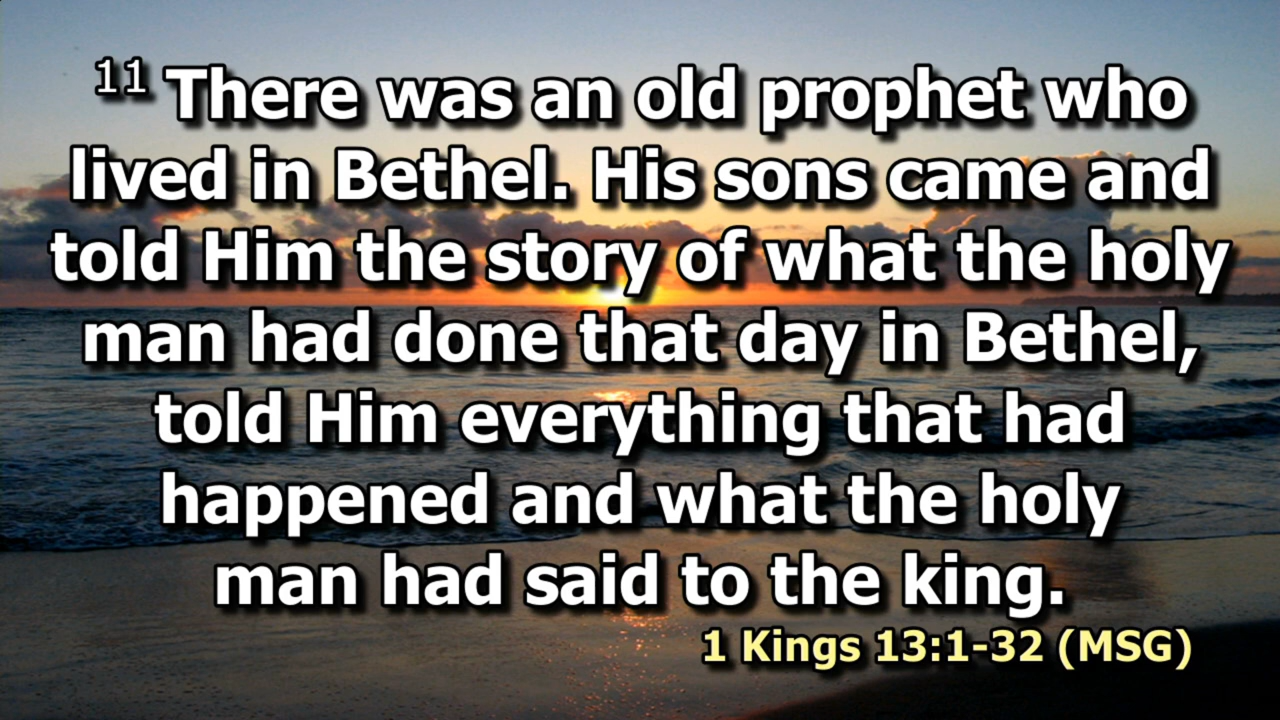 11 There was an old prophet who
lived in Bethel. His sons came and
told Him the story of what the holy
man had done that day in Bethel,
told Him everything that had
happened and what the holy
man had said to the king.
1 Kings 13:1-32 (MSG)